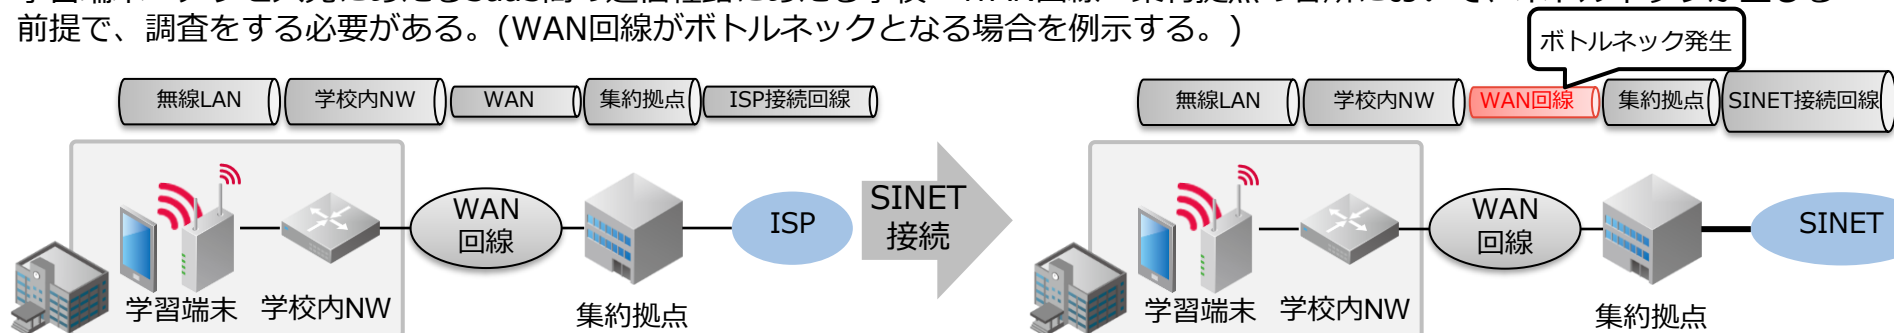 前提で、調査をする必要がある。(WAN回線がボトルネックとなる場合を例示する。)
ボトルネック発生
無線LAN
学校内NW
WAN
集約拠点
ISP接続回線
無線LAN
学校内NW
WAN回線
集約拠点
SINET接続回線
WAN
回線
ISP
学習端末
学校内NW
集約拠点
SINET
接続
WAN
回線
SINET
学習端末
学校内NW
集約拠点